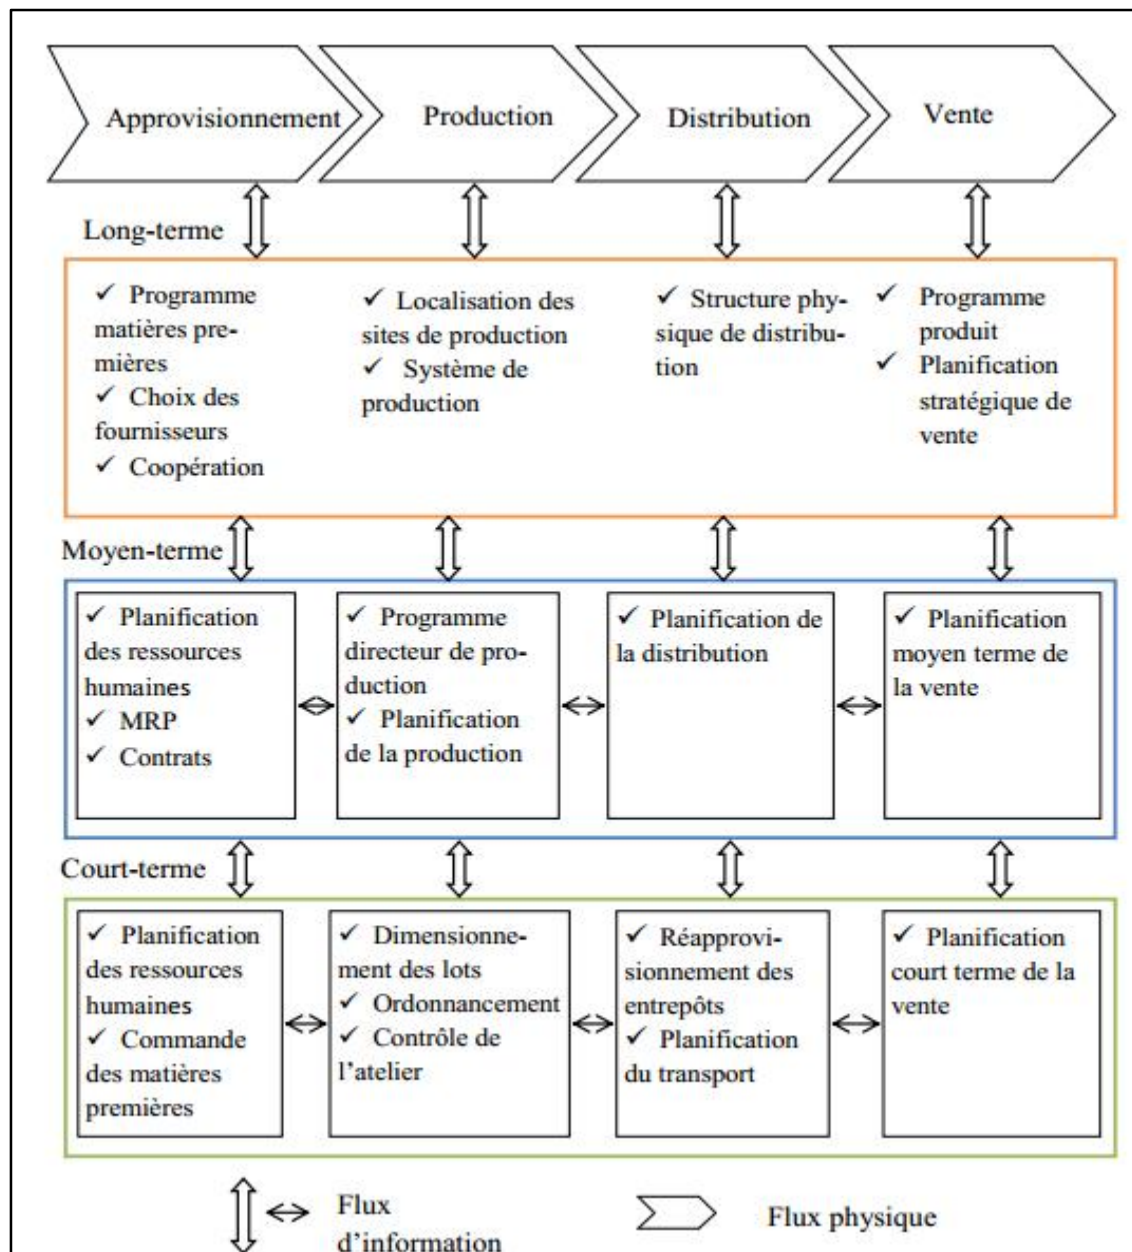 Approvisionnement
Production
Distribution
Vente
Long-terme
✓ Programme
matières pre-
mières
✓ Choix des
fournisseurs
✓ Coopération
✓ Localisation des
sites de production
✓ Système de
production
✓ Structure phy-
sique de distribu-
tion
✓ Programme
produit
✓ Planification
stratégique de
vente
Moyen-terme
✓ Planification
des ressources
humaines
✓ MRP
✓ Contrats
✓ Programme
directeur de pro-
duction
✓ Planification
de la production
✓ Planification de
la distribution
✓ Planification
moyen terme de
la vente
Court-terme
✓ Planification
des ressources
humaines
✓ Commande
des matières
premières
✓ Dimensionne-
ment des lots
✓ Ordonnancement
✓ Contrôle de
l’atelier
✓ Réapprovi-
sionnement des
entrepôts
✓ Planification
du transport
✓ Planification
court terme de la
vente
Flux
d’information
Flux physique